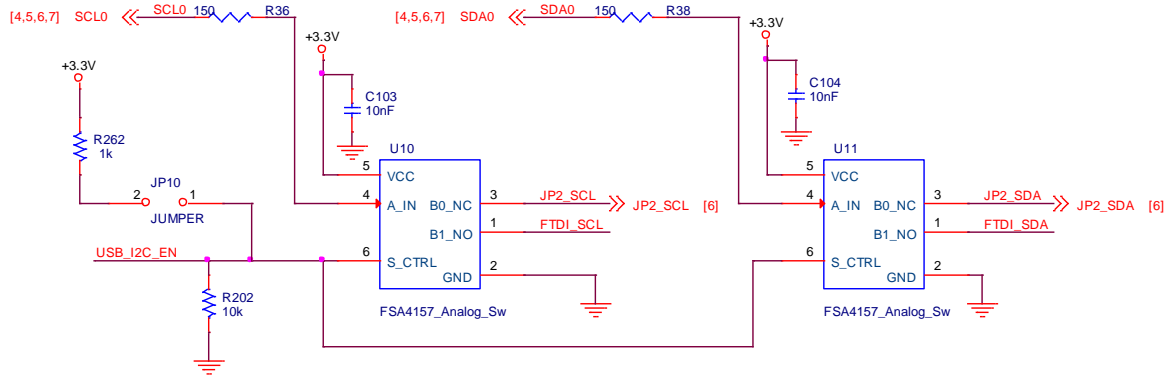 [4,5,6,7] SCL0 SCL0 150 R36 [4,5,6,7] SDA0 SDA0 150 R38
+3.3V +3.3V
+3.3V
C103
10nF
C104
10nF
R262
1k
U10 U11
5 VCC 5 VCC
JP10
2 1
JUMPER
4 A_IN B0_NC 3 JP2_SCL JP2_SCL [6] 4 A_IN B0_NC 3 JP2_SDA JP2_SDA [6]
B1_NO 1 FTDI_SCL B1_NO 1 FTDI_SDA
USB_I2C_EN 6 S_CTRL 6 S_CTRL
GND 2 GND 2
R202
10k
FSA4157_Analog_Sw FSA4157_Analog_Sw